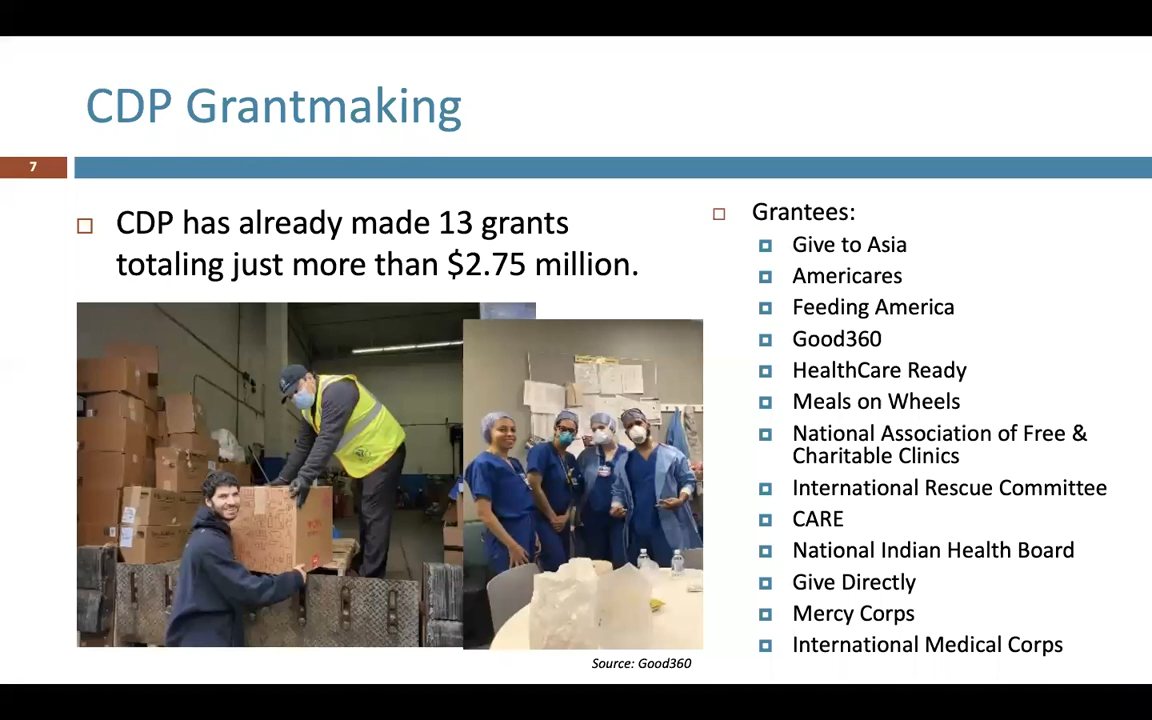 CDP Grantmaking
7
CDP has already made 13 grants
totaling just more than $2.75 million.
Source: Good360
Grantees:
Give to Asia
Americares
Feeding America
Good360
HealthCare Ready
Meals on Wheels
National Association of Free &
Charitable Clinics
International Rescue Committee
CARE
National Indian Health Board
Give Directly
Mercy Corps
International Medical Corps